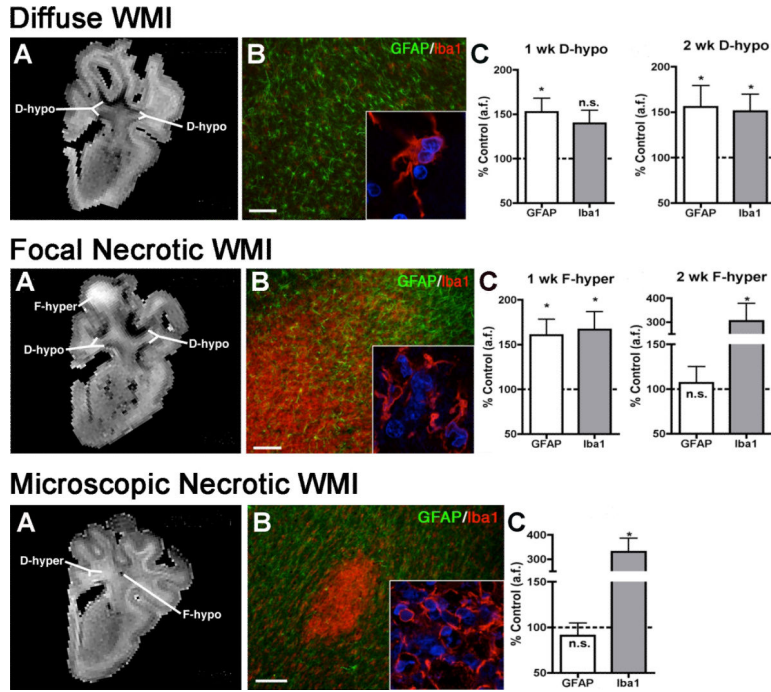 Diffuse WMI
A
D-hypo
D-hypo
B
GFAP/Iba1
C
1 wk D-hypo
% Control (a.f.)
200
150
100
50
*
n.s.
GFAP
Iba1
2 wk D-hypo
% Control (a.f.)
200
150
100
50
*
*
GFAP
Iba1
Focal Necrotic WMI
A
F-hyper
D-hypo
D-hypo
B
GFAP/Iba1
C
1 wk F-hyper
% Control (a.f.)
200
150
100
50
*
*
GFAP
Iba1
2 wk F-hyper
% Control (a.f.)
400
300
200
100
50
n.s.
*
GFAP
Iba1
Microscopic Necrotic WMI
A
D-hyper
F-hypo
B
GFAP/Iba1
C
% Control (a.f.)
400
300
200
100
50
n.s.
*
GFAP
Iba1